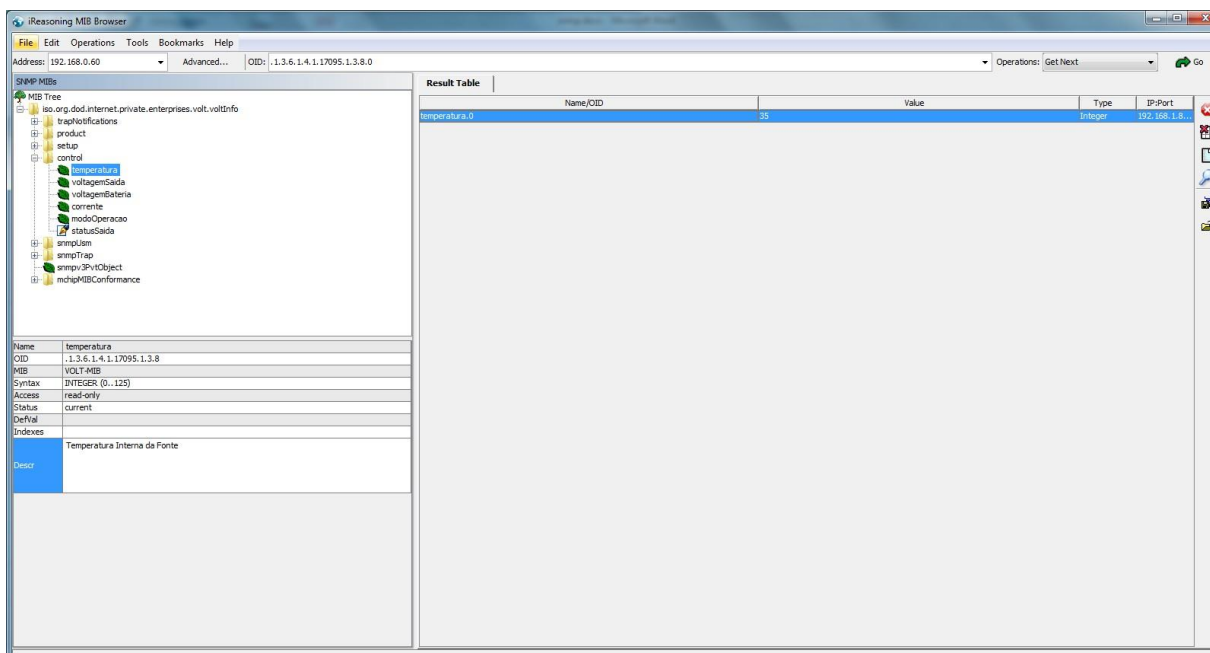 iReasoning MIB Browser
File Edit Operations Tools Bookmarks Help
Address: 192.168.0.60 Advanced... OID: .1.3.6.1.4.1.17095.1.3.8.0 Operations: Get Next Go
SNMP MIBs
MIB Tree
iso.org.dod.internet.private.enterprises.volt.voltInfo
trapNotifications
product
setup
control
temperatura
voltagemSaida
voltagemBateria
corrente
modoOperacao
statusSaida
snmpUsm
snmpTrap
snmpv3PvtObject
mchipMIBConformance
Name temperatura
OID .1.3.6.1.4.1.17095.1.3.8
MIB VOLT-MIB
Syntax INTEGER (0..125)
Access read-only
Status current
DefVal
Indexes
Descr Temperatura Interna da Fonte
Result Table
Name/OID Value Type IP:Port
temperatura.0 35 Integer 192.168.1.8...